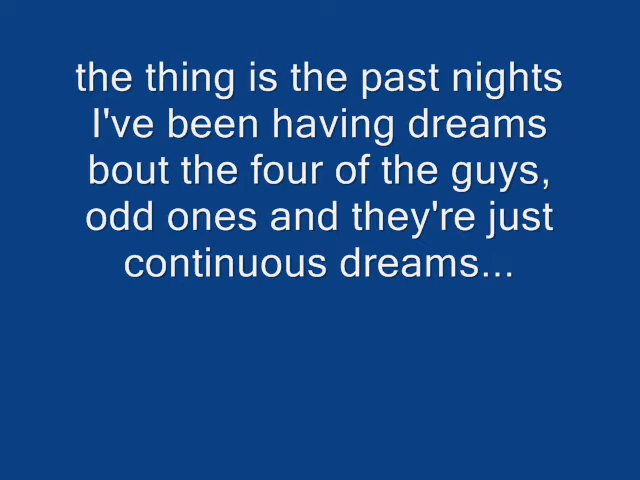 the thing is the past nights
I've been having dreams
bout the four of the guys,
odd ones and they're just
continuous dreams...